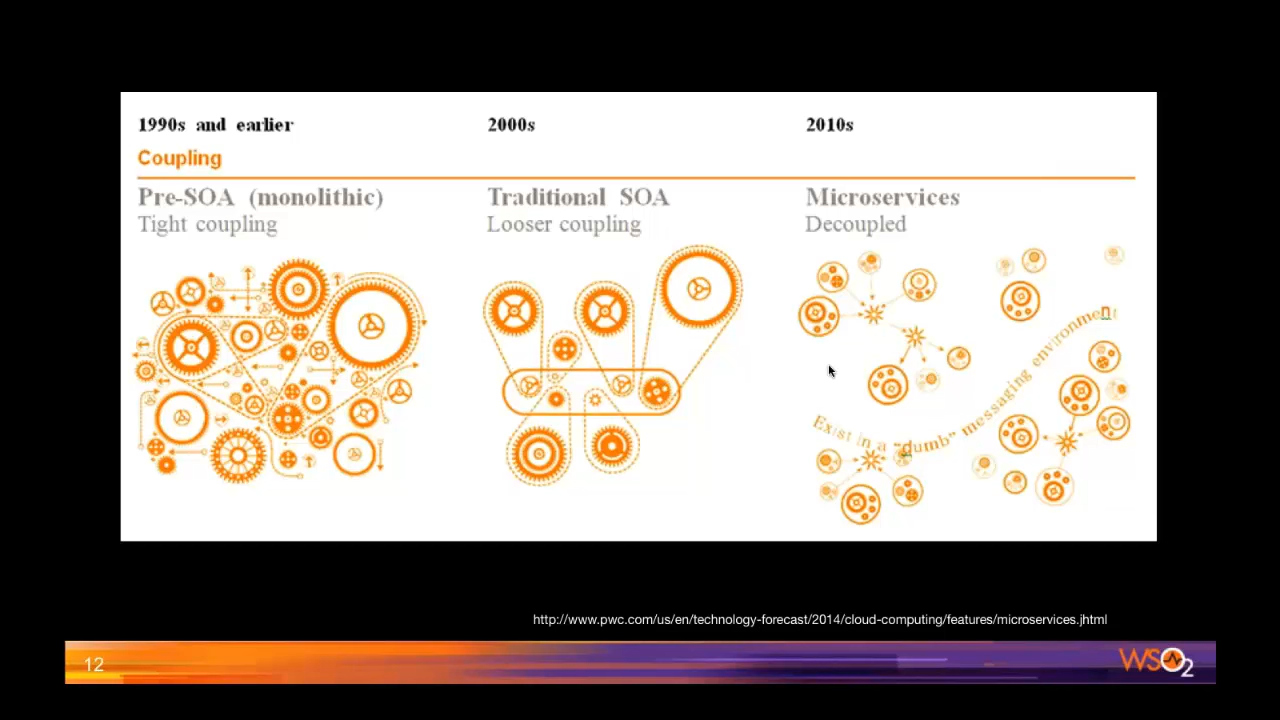 1990s and earlier
2000s
2010s
Coupling
Pre-SOA (monolithic)
Traditional SOA
Microservices
Tight coupling
Looser coupling
Decoupled
Exist in a "dumb" messaging environment
http://www.pwc.com/us/en/technology-forecast/2014/cloud-computing/features/microservices.jhtml
12
WSO2